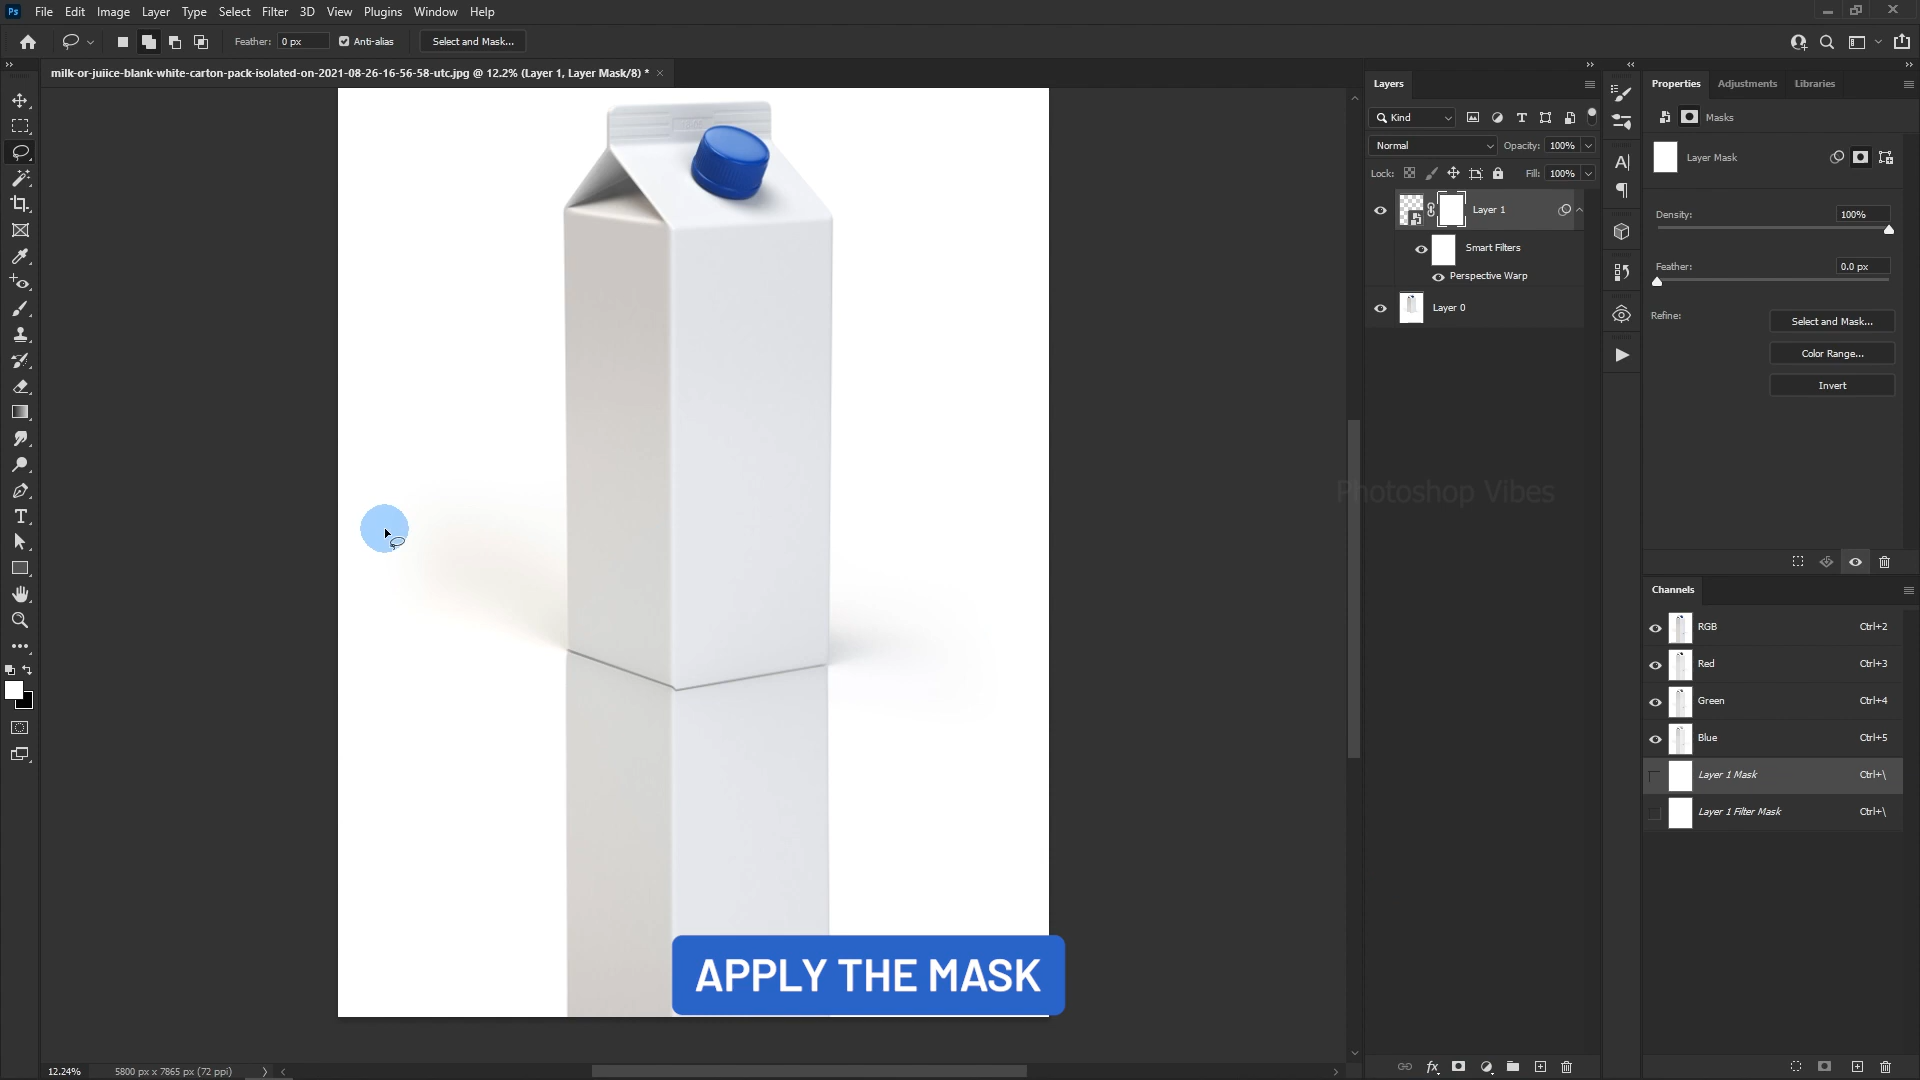 Ps File Edit Image Layer Type Select Filter 3D View Plugins Window Help
Feather: 0 px Anti-alias Select and Mask...
milk-or-juiice-blank-white-carton-pack-isolated-on-2021-08-26-16-56-58-utc.jpg @ 12.2% (Layer 1, Layer Mask/8) *
Layers
Kind
Normal Opacity: 100%
Lock: Fill: 100%
Layer 1
Smart Filters
Perspective Warp
Layer 0
Properties Adjustments Libraries
Masks
Layer Mask
Density: 100%
Feather: 0.0 px
Refine: Select and Mask...
Color Range...
Invert
Photoshop Vibes
Channels
RGB Ctrl+2
Red Ctrl+3
Green Ctrl+4
Blue Ctrl+5
Layer 1 Mask Ctrl+\
Layer 1 Filter Mask Ctrl+\
APPLY THE MASK
12.24% 5800 px x 7865 px (72 ppi)